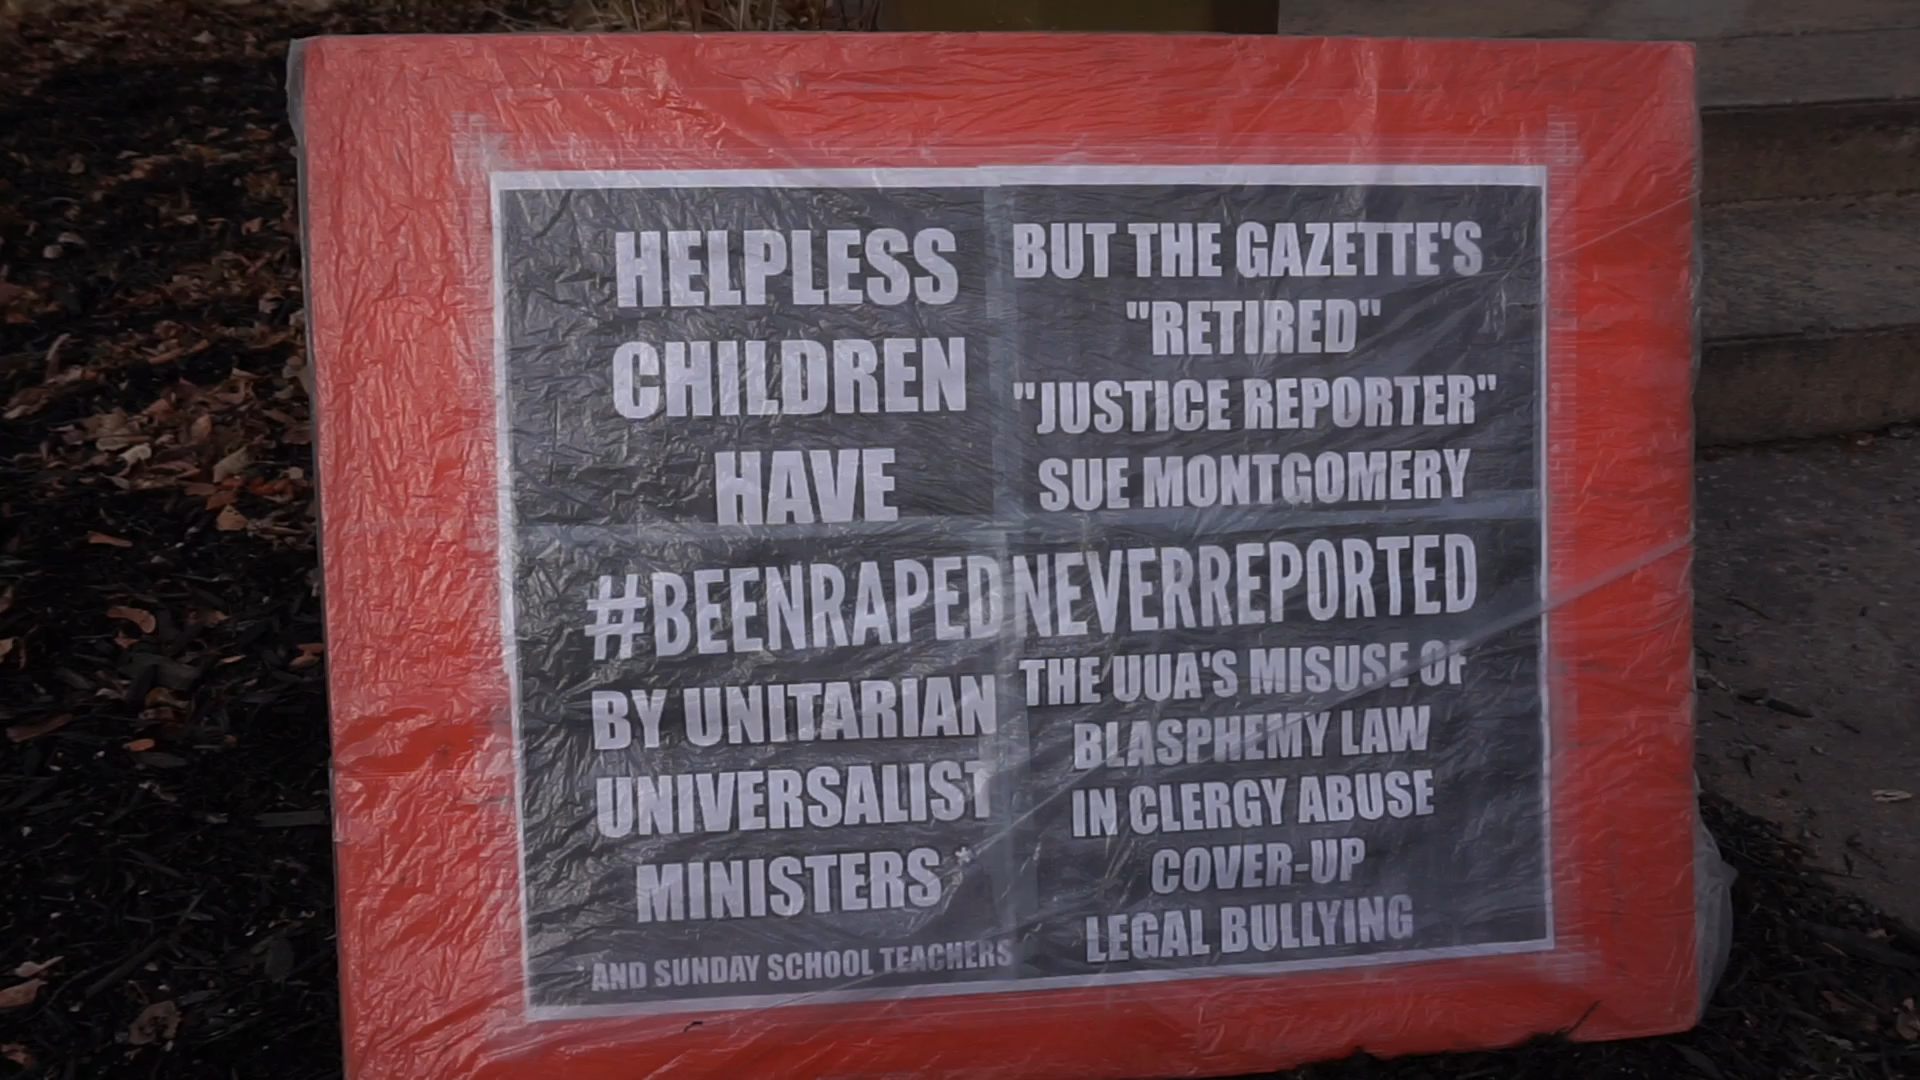 HELPLESS
CHILDREN
HAVE
#BEENRAPED
BY UNITARIAN
UNIVERSALIST
MINISTERS *
* AND SUNDAY SCHOOL TEACHERS
BUT THE GAZETTE'S
"RETIRED"
"JUSTICE REPORTER"
SUE MONTGOMERY
NEVERREPORTED
THE UUA'S MISUSE OF
BLASPHEMY LAW
IN CLERGY ABUSE
COVER-UP
LEGAL BULLYING